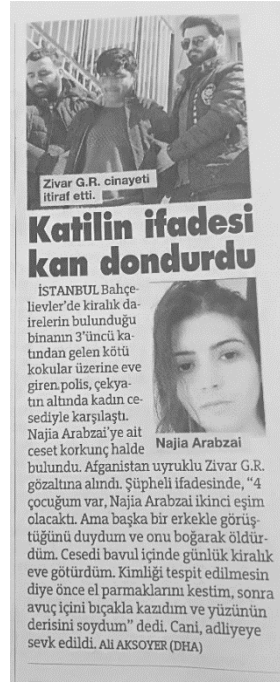 Zivar G.R. cinayeti
itiraf etti.
Katilin ifadesi
kan dondurdu
İSTANBUL Bahçe-
lievler’de kiralık da-
irelerin bulunduğu
binanın 3’üncü ka-
tından gelen kötü
kokular üzerine eve
giren polis, çekya-
tın altında kadın ce-
sediyle karşılaştı.
Najia Arabzai’ye ait
ceset korkunç halde
Najia Arabzai
bulundu. Afganistan uyruklu Zivar G.R.
gözaltına alındı. Şüpheli ifadesinde, “4
çocuğum var, Najia Arabzai ikinci eşim
olacaktı. Ama başka bir erkekle görüş-
tüğünü duydum ve onu boğarak öldür-
düm. Cesedi bavul içinde günlük kiralık
eve götürdüm. Kimliği tespit edilmesin
diye önce el parmaklarını kestim, sonra
avuç içini bıçakla kazıdım ve yüzünün
derisini soydum” dedi. Cani, adliyeye
sevk edildi. Ali AKSOYER (DHA)